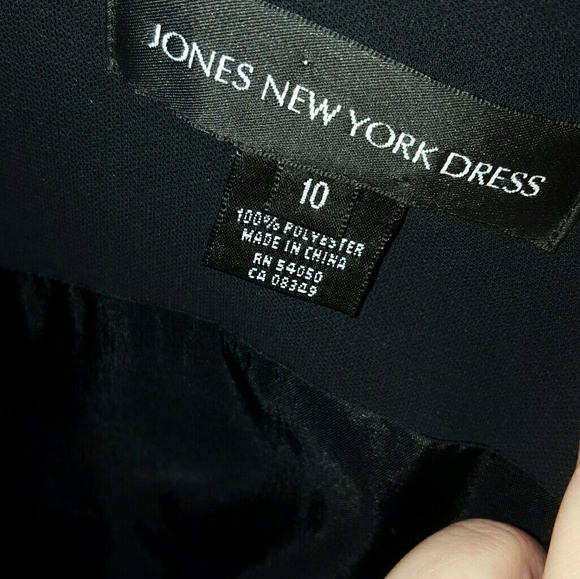 JONES NEW YORK DRESS
10
100% POLYESTER
MADE IN CHINA
RN 54050
CA 08349